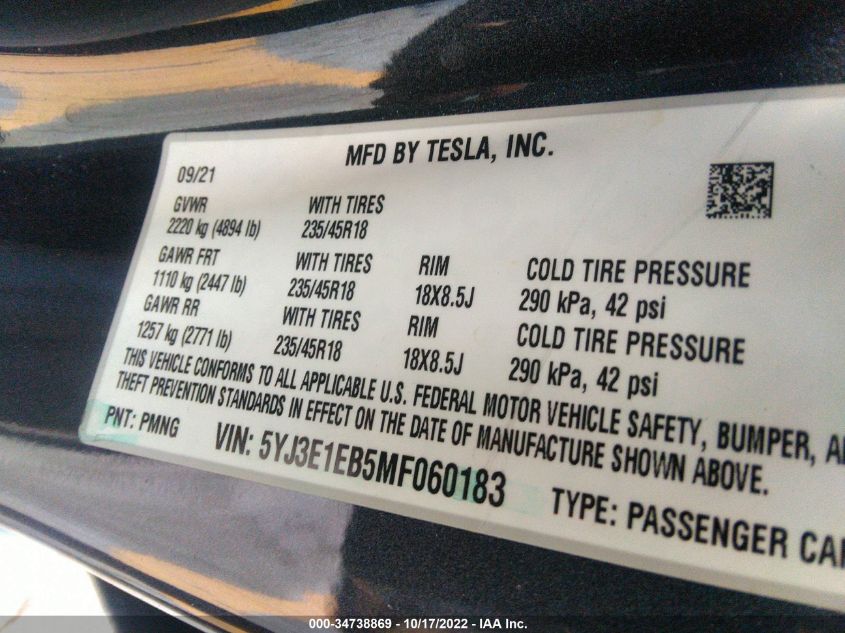 MFD BY TESLA, INC.
09/21
GVWR WITH TIRES
2220 kg (4894 lb) 235/45R18
GAWR FRT WITH TIRES RIM COLD TIRE PRESSURE
1110 kg (2447 lb) 235/45R18 18X8.5J 290 kPa, 42 psi
GAWR RR WITH TIRES RIM COLD TIRE PRESSURE
1257 kg (2771 lb) 235/45R18 18X8.5J 290 kPa, 42 psi
THIS VEHICLE CONFORMS TO ALL APPLICABLE U.S. FEDERAL MOTOR VEHICLE SAFETY, BUMPER,
THEFT PREVENTION STANDARDS IN EFFECT ON THE DATE OF MANUFACTURE SHOWN ABOVE.
PNT: PMNG VIN: 5YJ3E1EB5MF060183 TYPE: PASSENGER
000-34738869 - 10/17/2022 - IAA Inc.